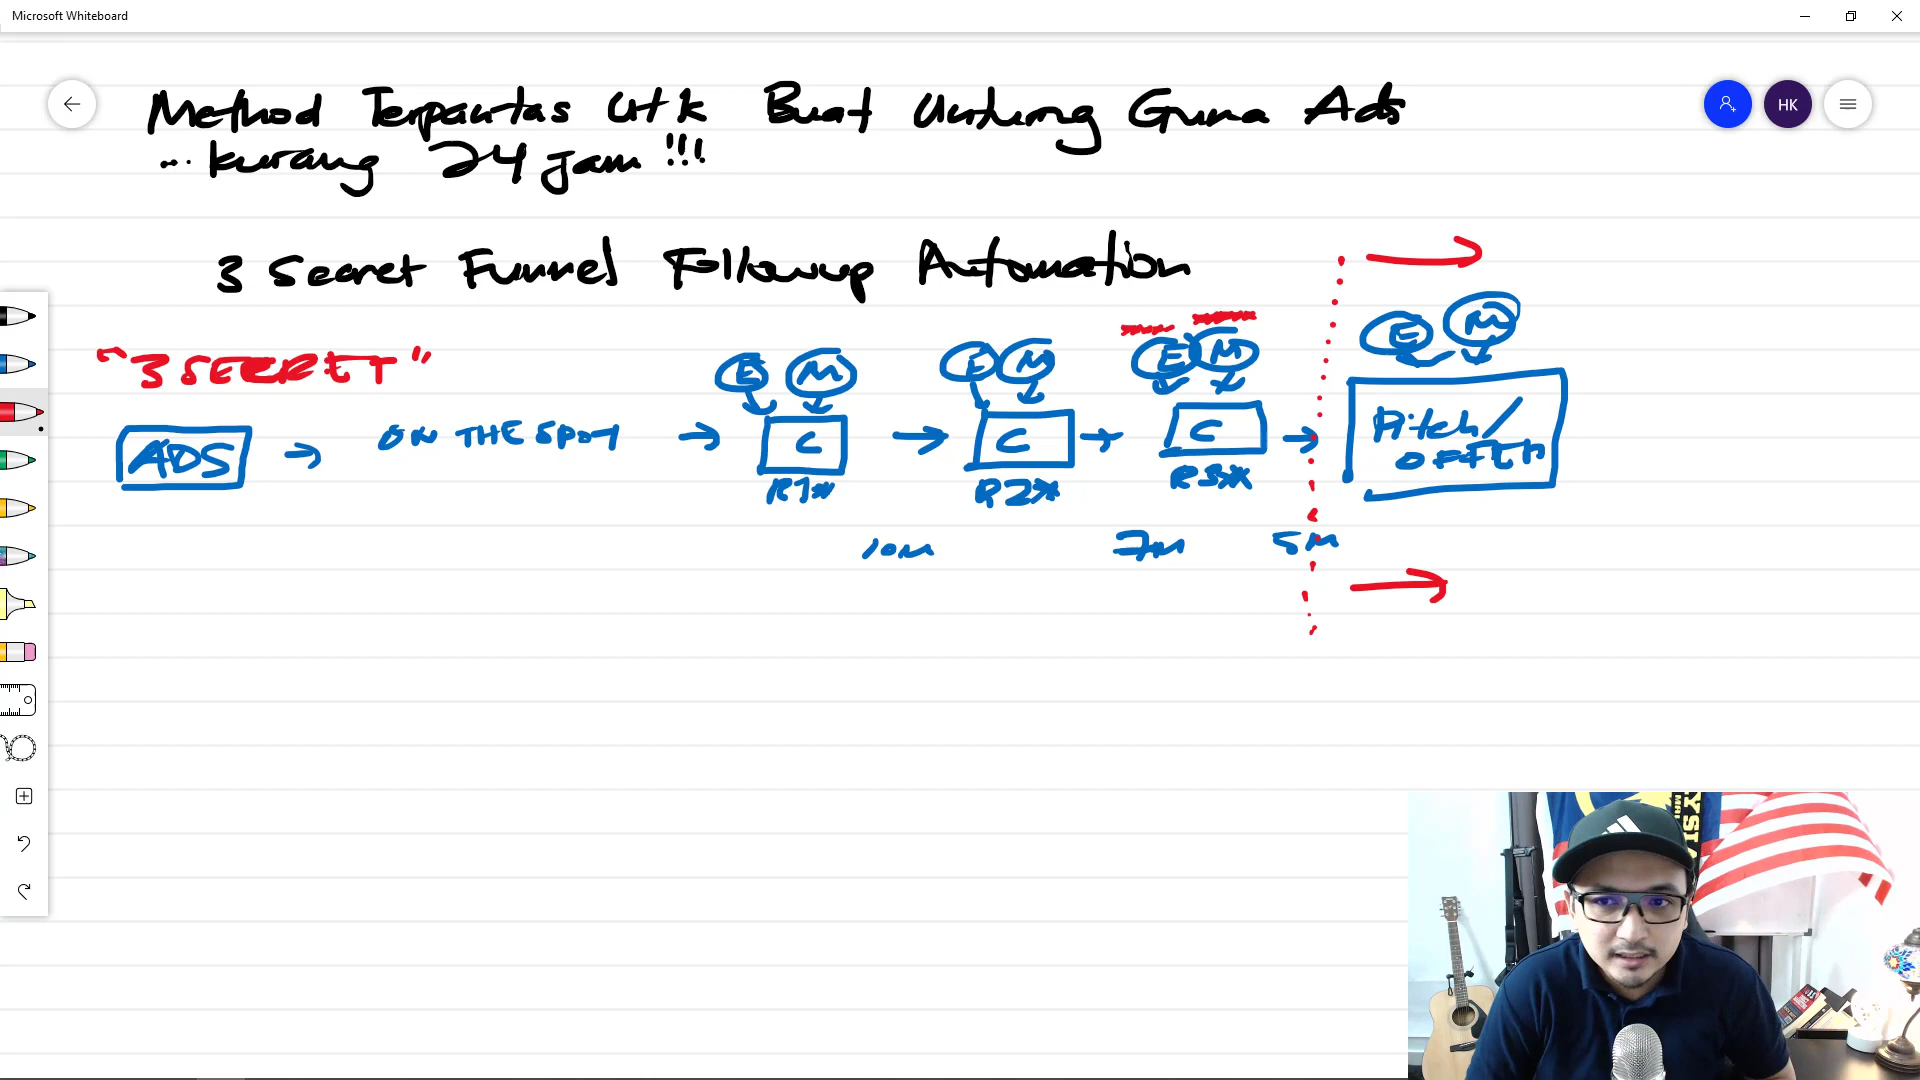 Microsoft Whiteboard
Method Terpantas Utk Buat Untung Guna Ads
... kurang 24 jam !!!
HK
3 Secret Funnel Followup Automation
"3 SECRET"
E M E M E M E M
ADS → ON THE SPOT → C → C → C → Pitch/
OFFER
R1* R2* R3*
10M 7M 5M